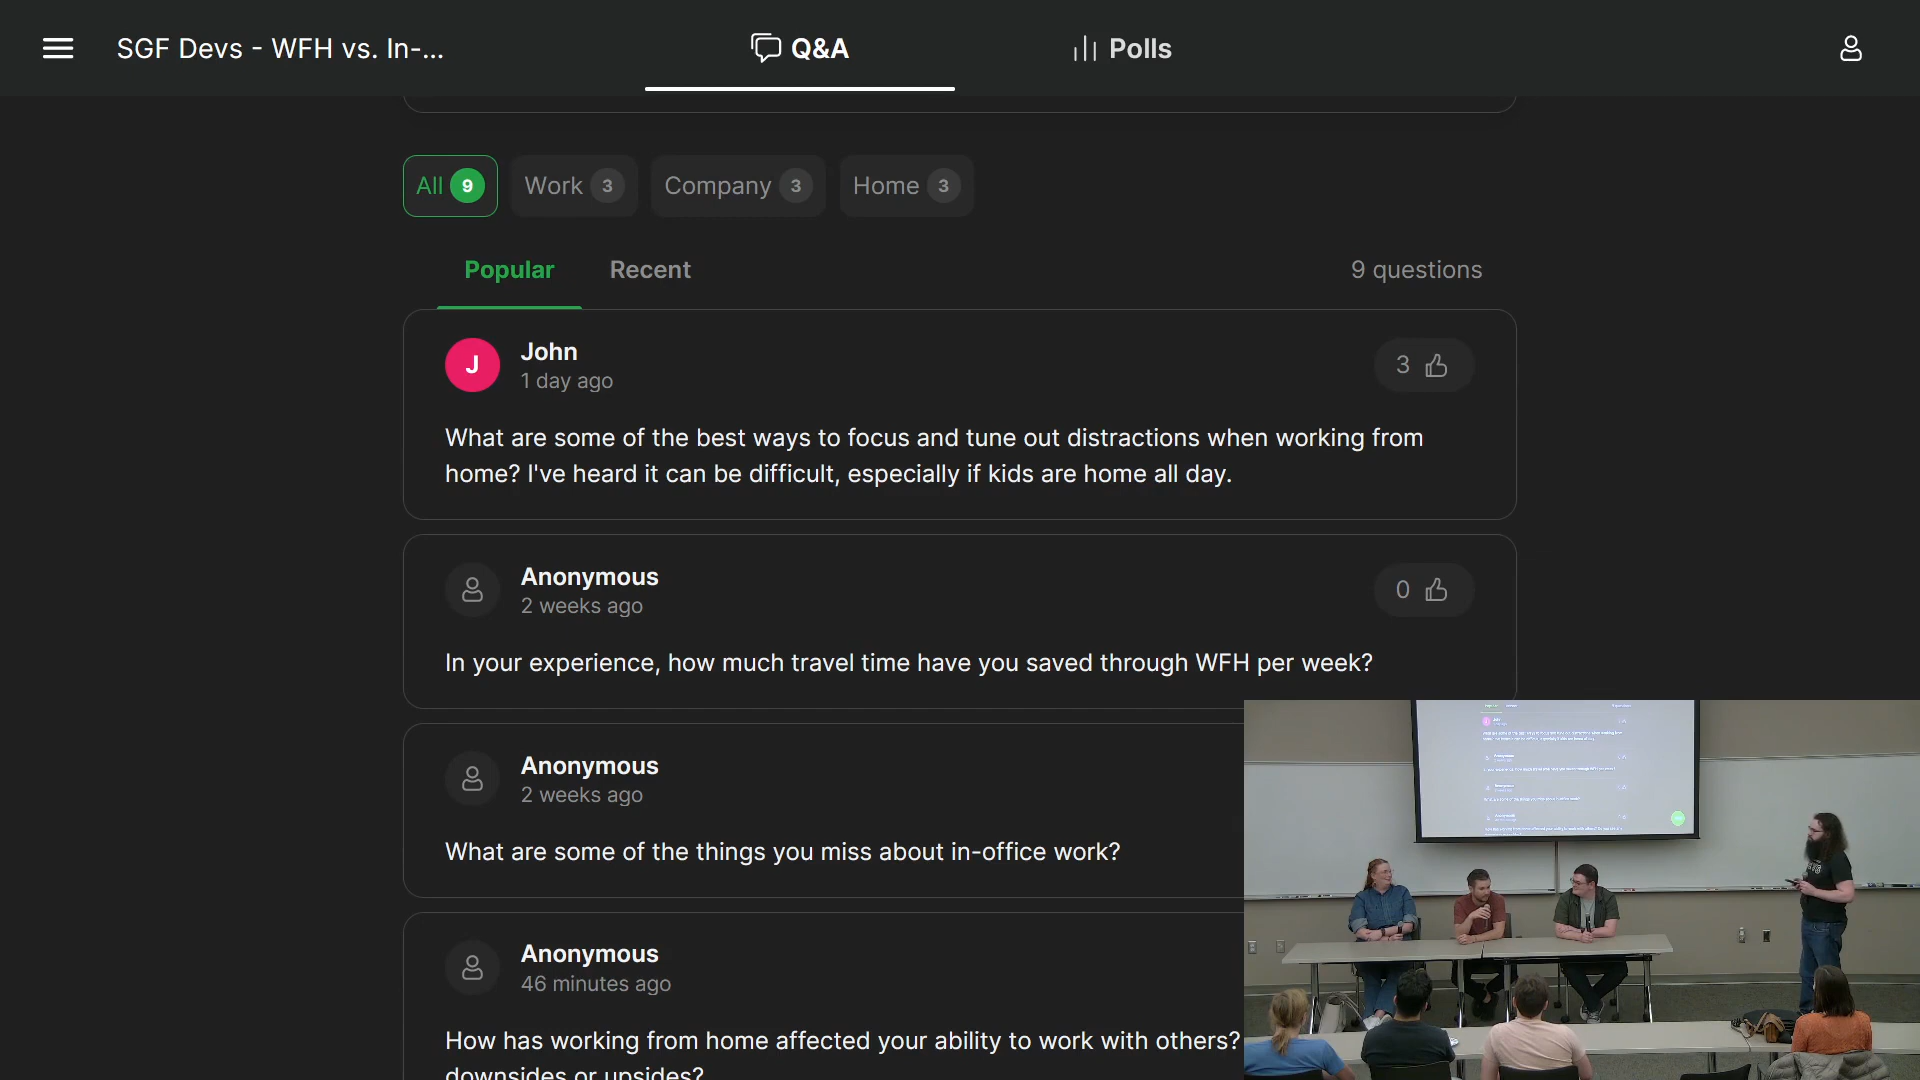 SGF Devs - WFH vs. In-...
Q&A
Polls
All 9
Work 3
Company 3
Home 3
Popular
Recent
9 questions
J
John
1 day ago
3
What are some of the best ways to focus and tune out distractions when working from
home? I've heard it can be difficult, especially if kids are home all day.
Anonymous
2 weeks ago
0
In your experience, how much travel time have you saved through WFH per week?
Anonymous
2 weeks ago
What are some of the things you miss about in-office work?
Anonymous
46 minutes ago
How has working from home affected your ability to work with others?
downsides or upsides?